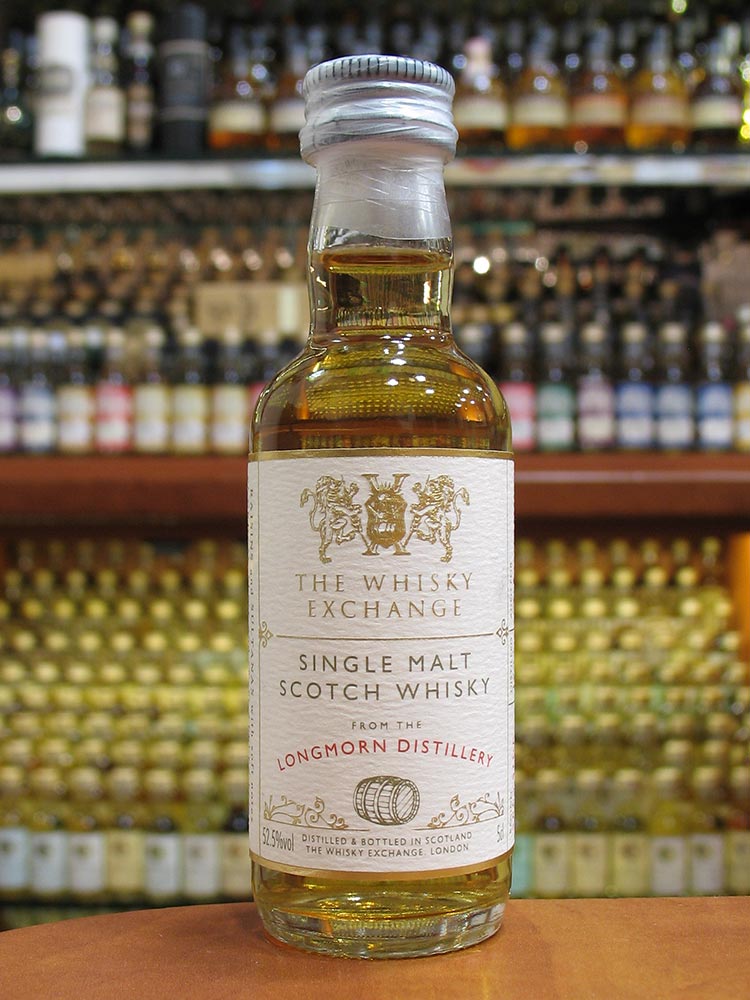 THE WHISKY
EXCHANGE
SINGLE MALT
SCOTCH WHISKY
FROM THE
LONGMORN DISTILLERY
52.5%vol
DISTILLED & BOTTLED IN SCOTLAND
THE WHISKY EXCHANGE, LONDON
5cl